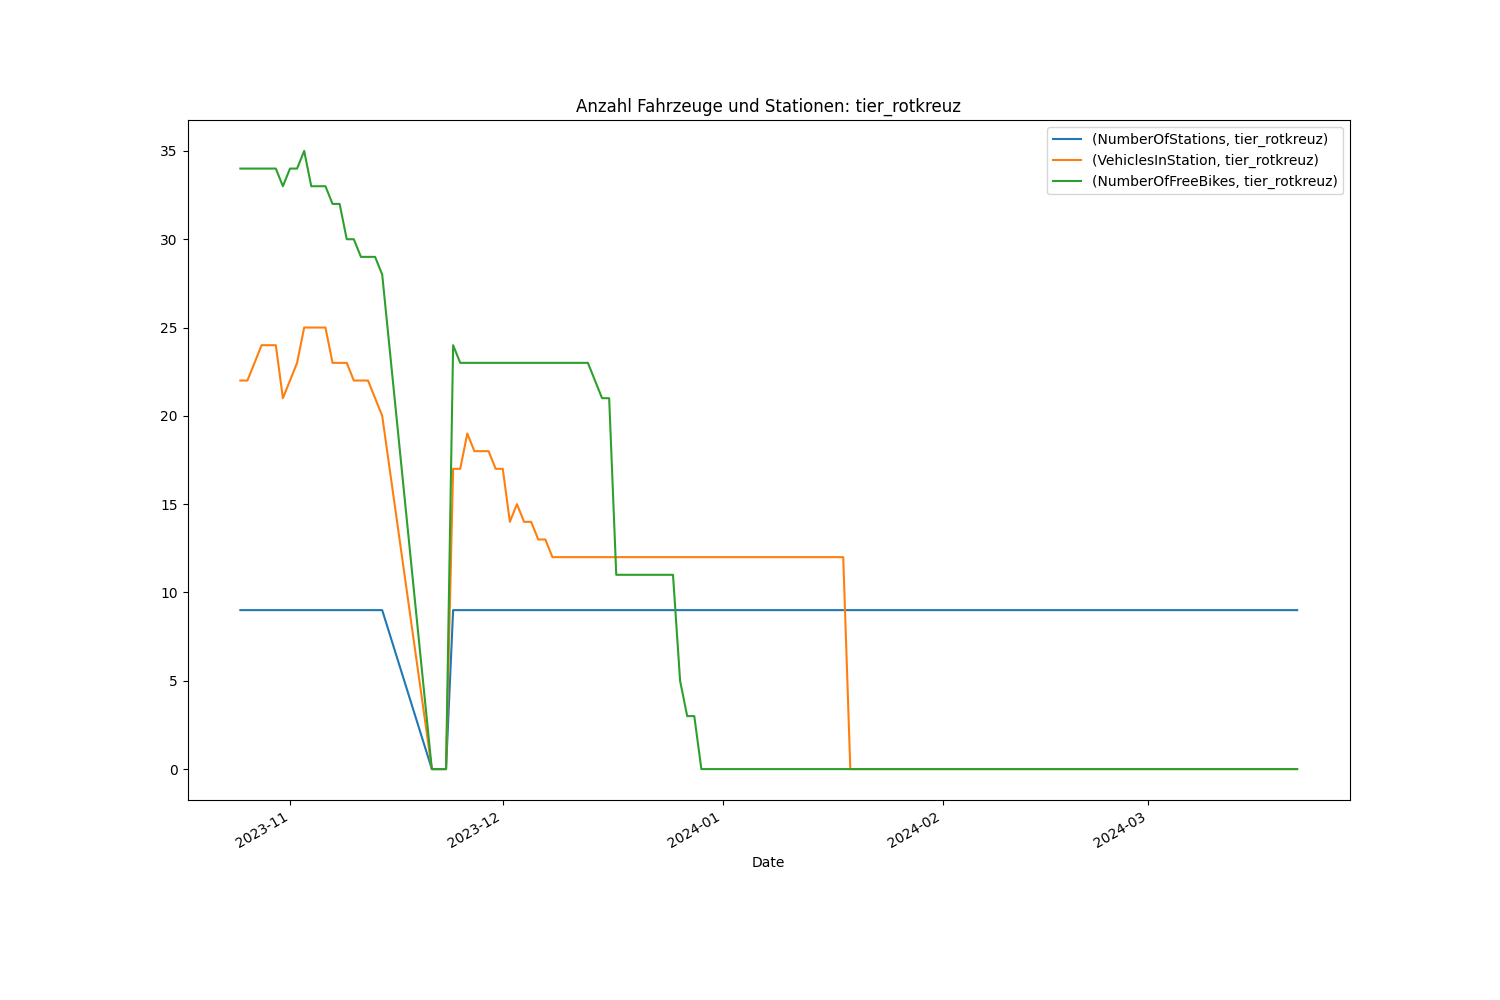 Anzahl Fahrzeuge und Stationen: tier_rotkreuz
(NumberOfStations, tier_rotkreuz)
(VehiclesInStation, tier_rotkreuz)
(NumberOfFreeBikes, tier_rotkreuz)
35
30
25
20
15
10
5
0
2023-11
2023-12
2024-01
2024-02
2024-03
Date